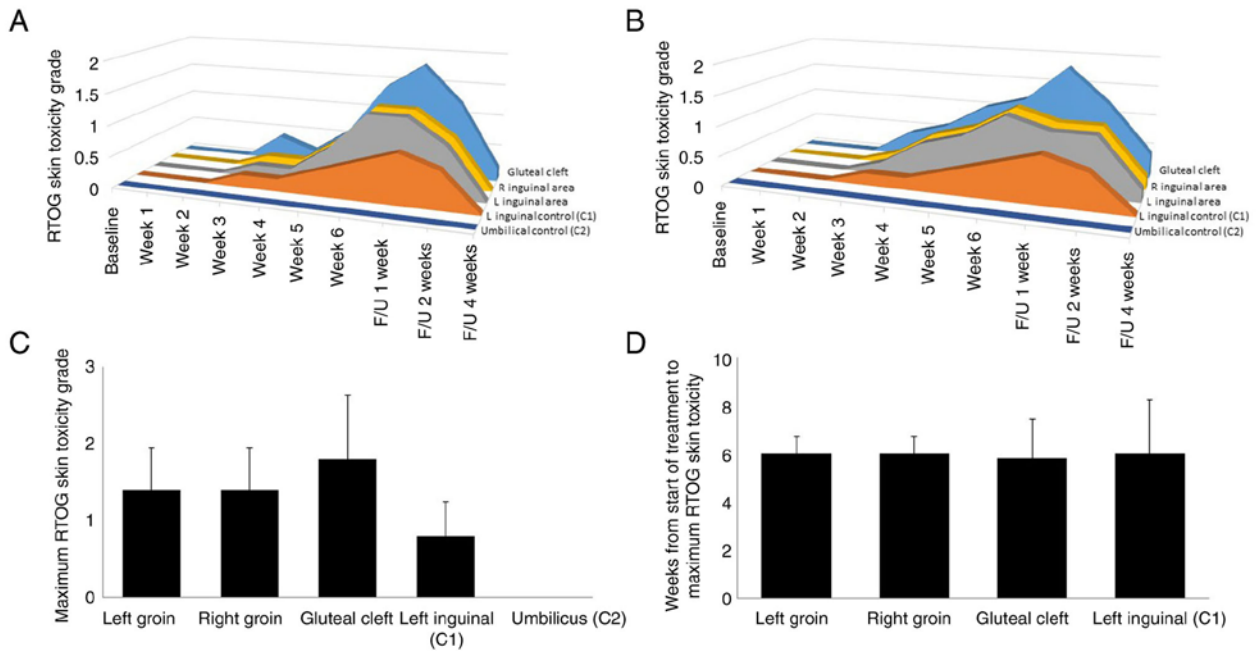 A
RTOG skin toxicity grade
2
1.5
1
0.5
0
Baseline
Week 1
Week 2
Week 3
Week 4
Week 5
Week 6
F/U 1 week
F/U 2 weeks
F/U 4 weeks
Gluteal cleft
R inguinal area
L inguinal area
L inguinal control (C1)
Umbilical control (C2)
B
RTOG skin toxicity grade
2
1.5
1
0.5
0
Baseline
Week 1
Week 2
Week 3
Week 4
Week 5
Week 6
F/U 1 week
F/U 2 weeks
F/U 4 weeks
Gluteal cleft
R inguinal area
L inguinal area
L inguinal control (C1)
Umbilical control (C2)
C
Maximum RTOG skin toxicity grade
3
2
1
0
Left groin
Right groin
Gluteal cleft
Left inguinal
(C1)
Umbilicus (C2)
D
Weeks from start of treatment to
maximum RTOG skin toxicity
10
8
6
4
2
0
Left groin
Right groin
Gluteal cleft
Left inguinal (C1)